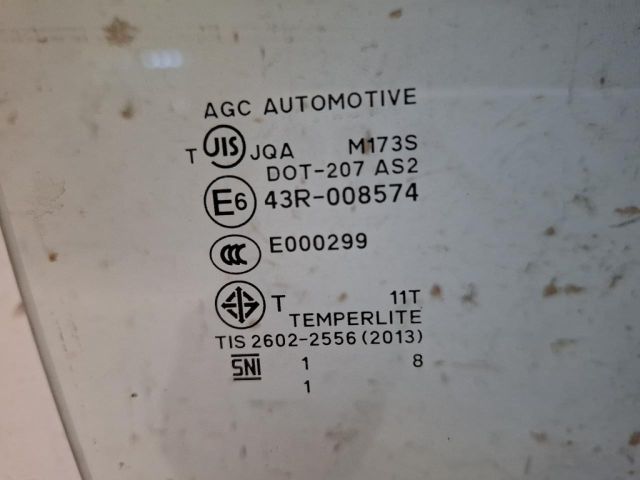 AGC AUTOMOTIVE
T JIS JQA M173S
DOT-207 AS2
E6 43R-008574
CCC E000299
T 11T
TEMPERLITE
TIS 2602-2556 (2013)
SNI 1 8
1